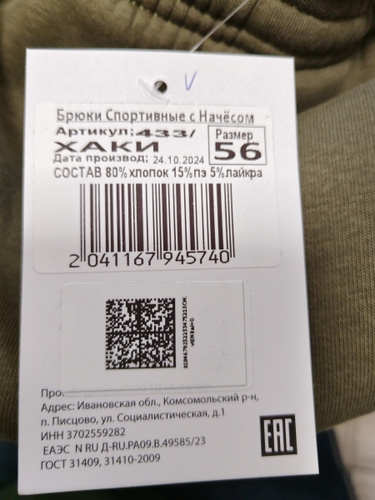 V
Брюки Спортивные с Начёсом
Артикул: 433/
ХАКИ
Размер
56
Дата производ: 24.10.2024
СОСТАВ 80% хлопок 15%пэ 5%лайкра
2 041167 945740
Про.
Адрес: Ивановская обл., Комсомольский р-н,
п. Писцово, ул. Социалистическая, д.1
ИНН 3702559282
ЕАЭС N RU Д-RU.РА09.В.49585/23
ГОСТ 31409, 31410-2009
EAC